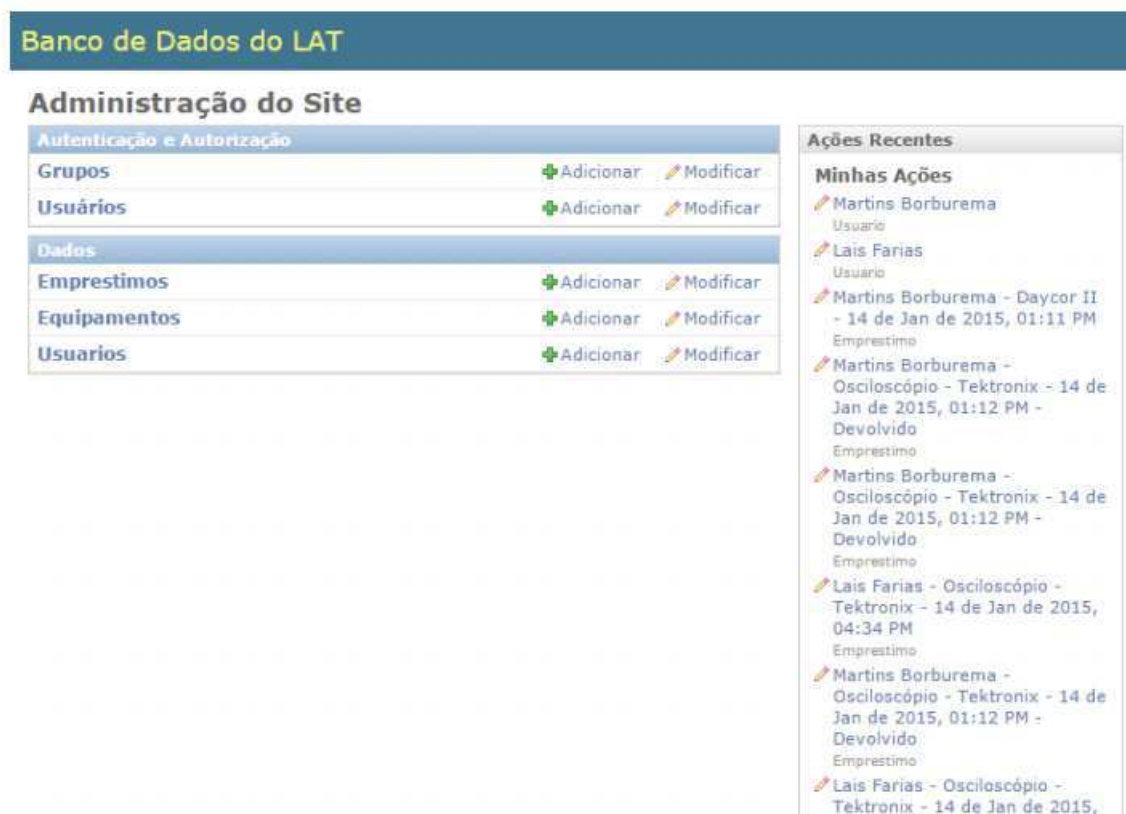 Banco de Dados do LAT
Administração do Site
Autenticação e Autorização
Grupos Adicionar Modificar
Usuários Adicionar Modificar
Dados
Emprestimos Adicionar Modificar
Equipamentos Adicionar Modificar
Usuarios Adicionar Modificar
Ações Recentes
Minhas Ações
Martins Borburema
Usuario
Lais Farias
Usuario
Martins Borburema - Daycor II
- 14 de Jan de 2015, 01:11 PM
Emprestimo
Martins Borburema -
Osciloscópio - Tektronix - 14 de
Jan de 2015, 01:12 PM -
Devolvido
Emprestimo
Martins Borburema -
Osciloscópio - Tektronix - 14 de
Jan de 2015, 01:12 PM -
Devolvido
Emprestimo
Lais Farias - Osciloscópio -
Tektronix - 14 de Jan de 2015,
04:34 PM
Emprestimo
Martins Borburema -
Osciloscópio - Tektronix - 14 de
Jan de 2015, 01:12 PM -
Devolvido
Emprestimo
Lais Farias - Osciloscópio -
Tektronix - 14 de Jan de 2015,